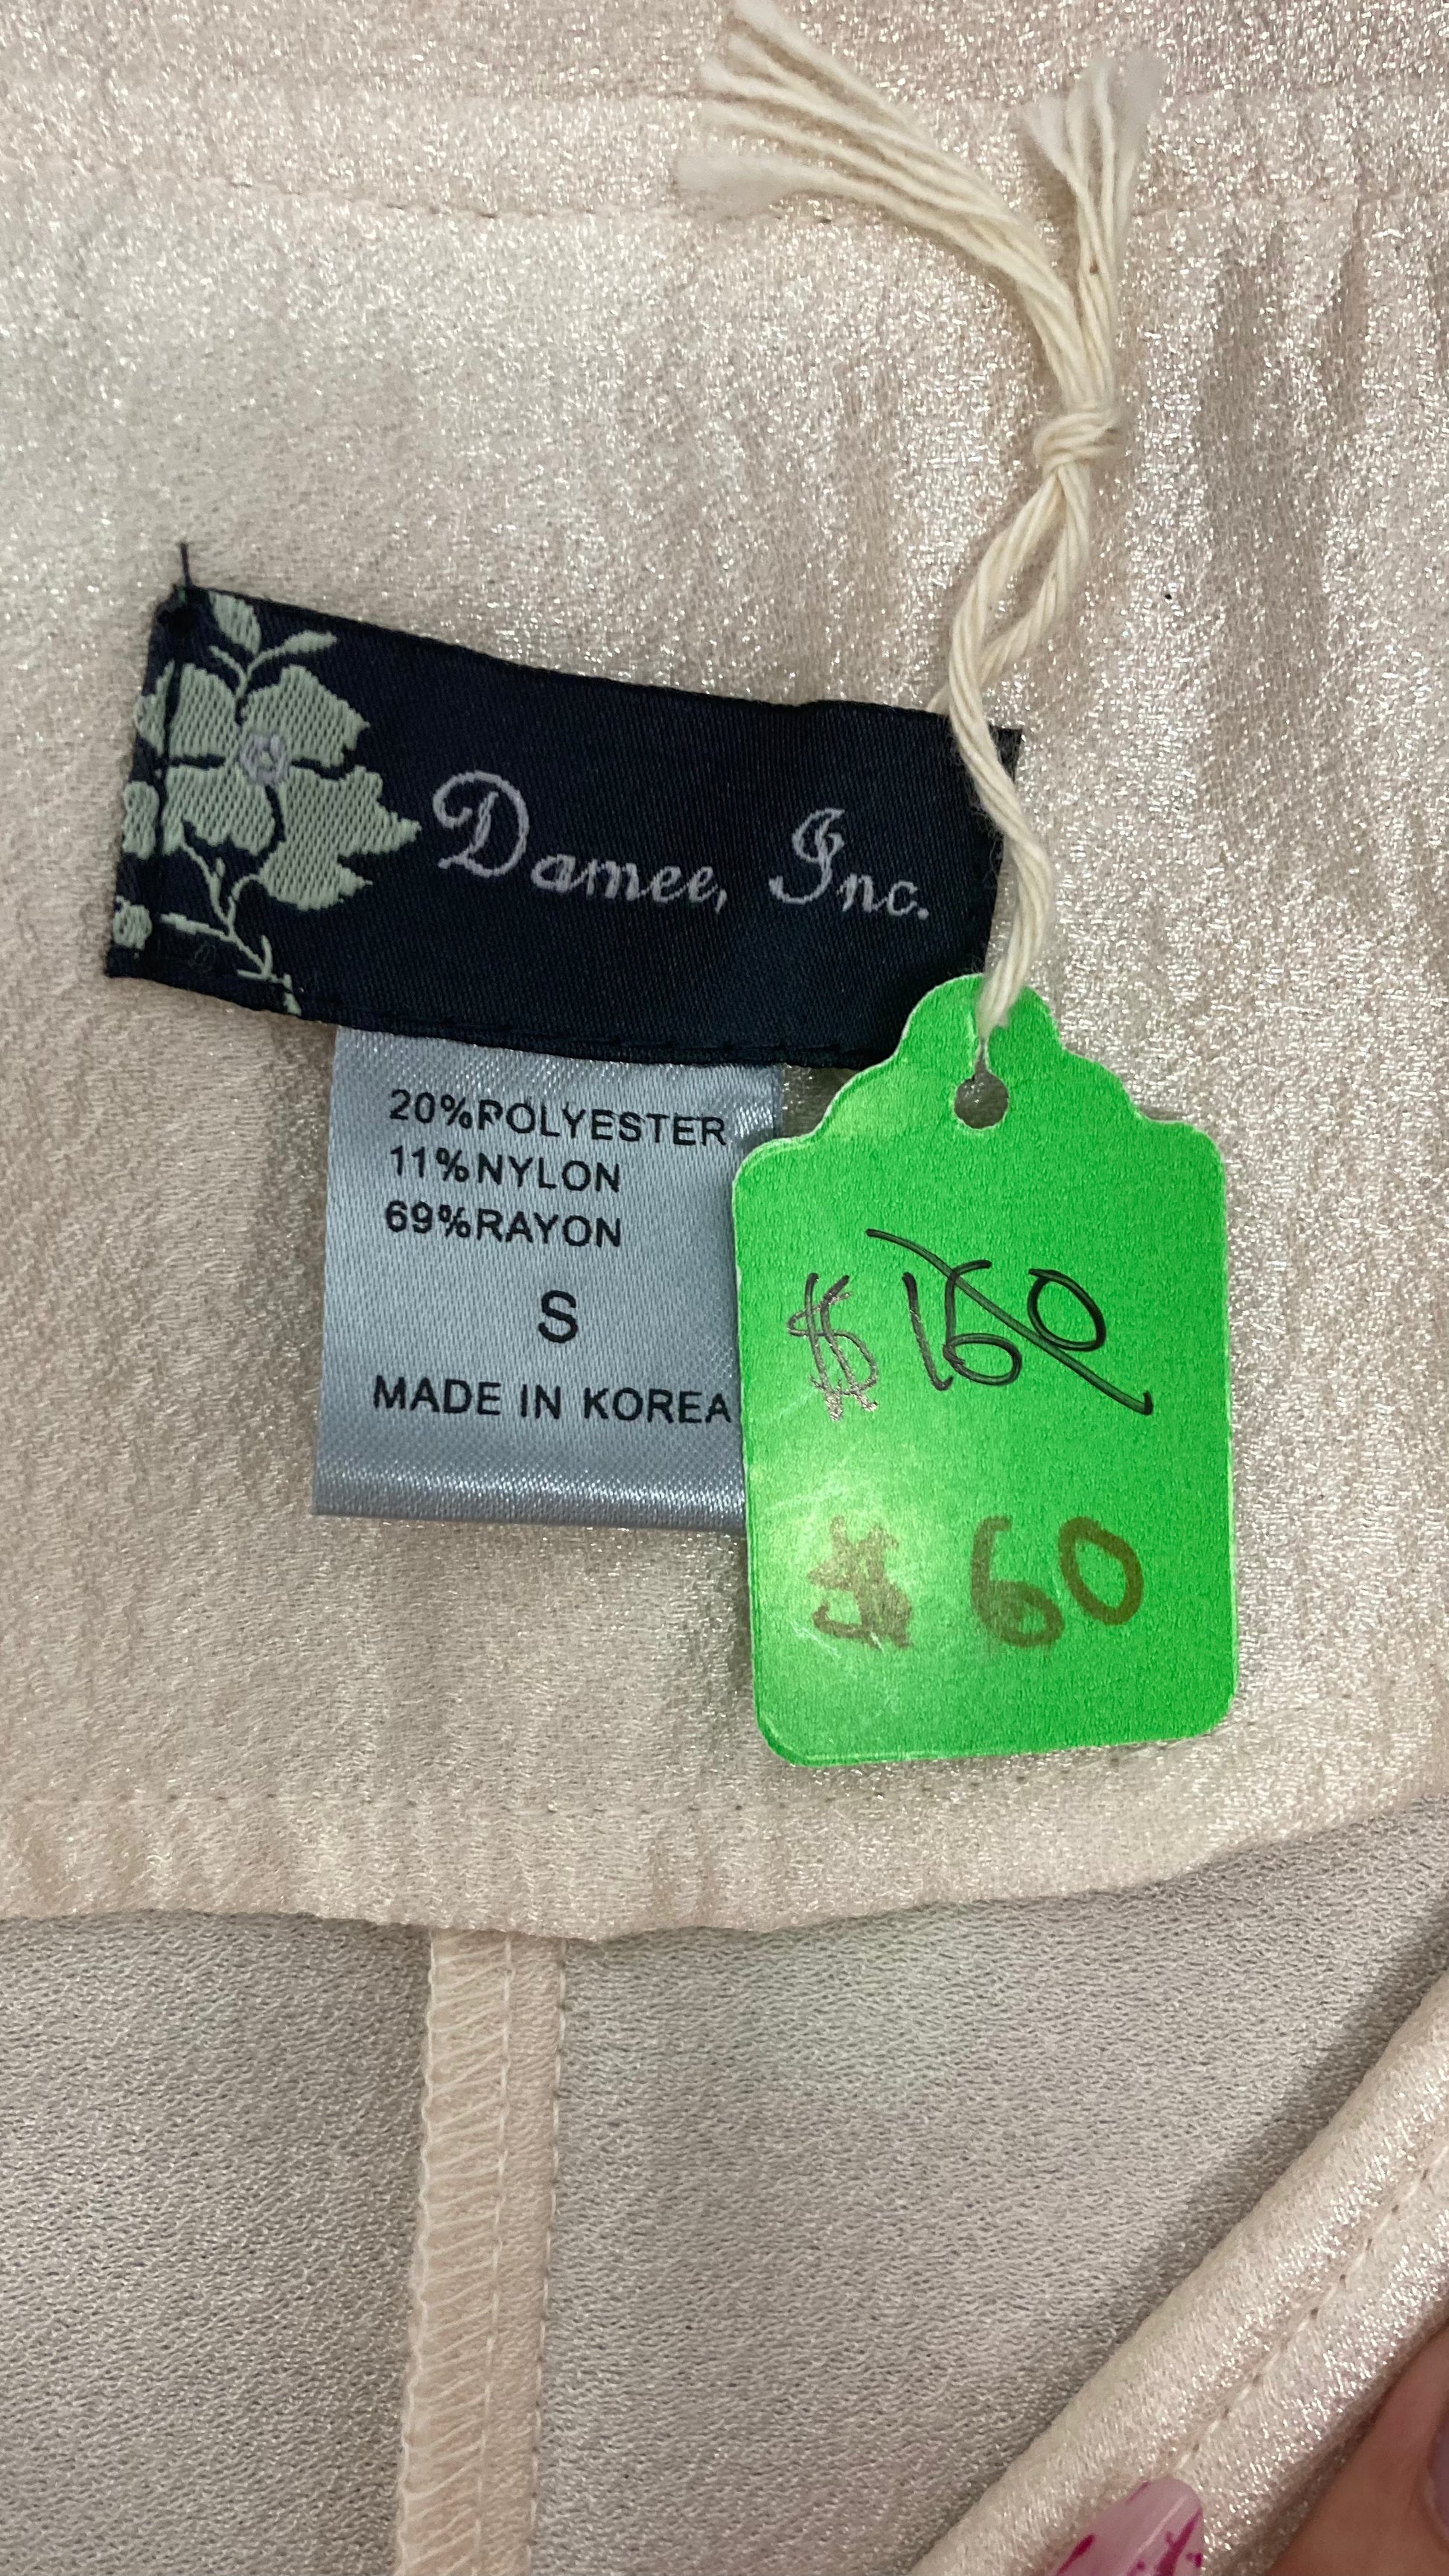 Damee, Inc.
20%POLYESTER
11%NYLON
69%RAYON
S
MADE IN KOREA
$160
$60